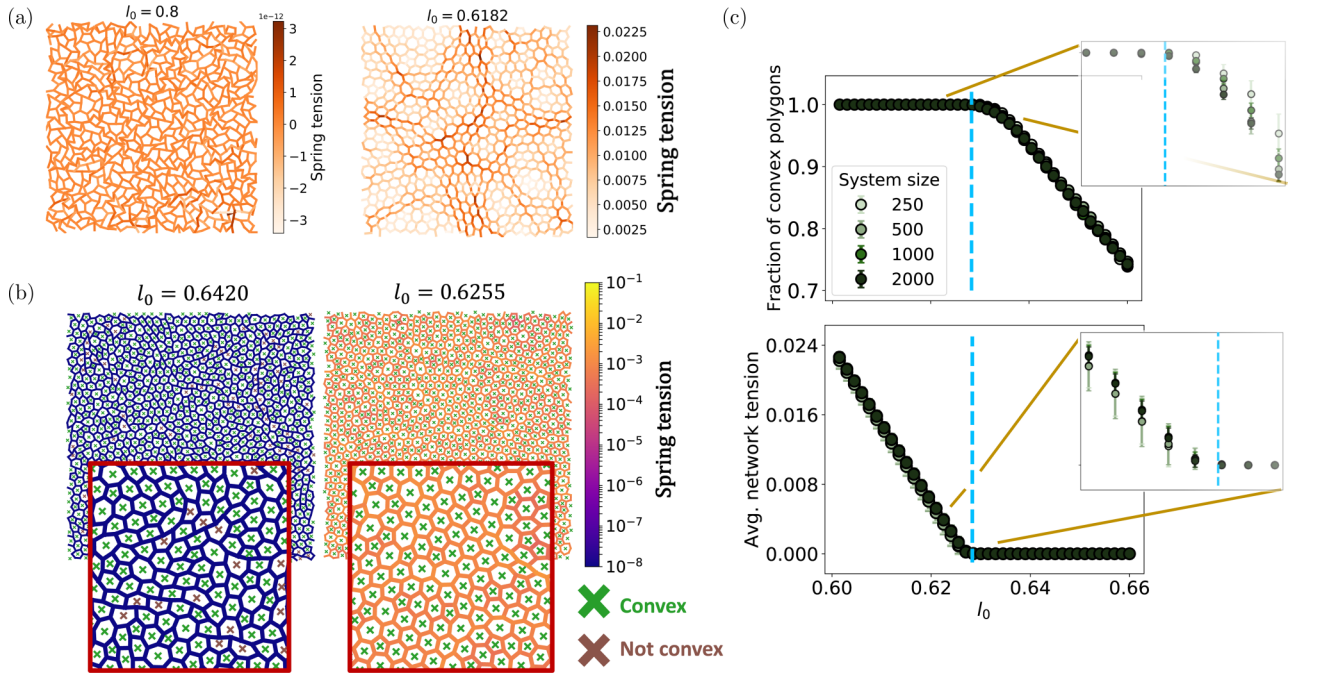 (a)
l₀ = 0.8
1e−12
3
2
1
0
−1
−2
−3
Spring tension
l₀ = 0.6182
0.0225
0.0200
0.0175
0.0150
0.0125
0.0100
0.0075
0.0050
0.0025
Spring tension
(b)
l₀ = 0.6420
l₀ = 0.6255
10⁻¹
10⁻²
10⁻³
10⁻⁴
10⁻⁵
10⁻⁶
10⁻⁷
10⁻⁸
Spring tension
Convex
Not convex
(c)
Fraction of convex polygons
1.0
0.9
0.8
0.7
System size
250
500
1000
2000
Avg. network tension
0.024
0.016
0.008
0.000
0.60
0.62
0.64
0.66
l₀